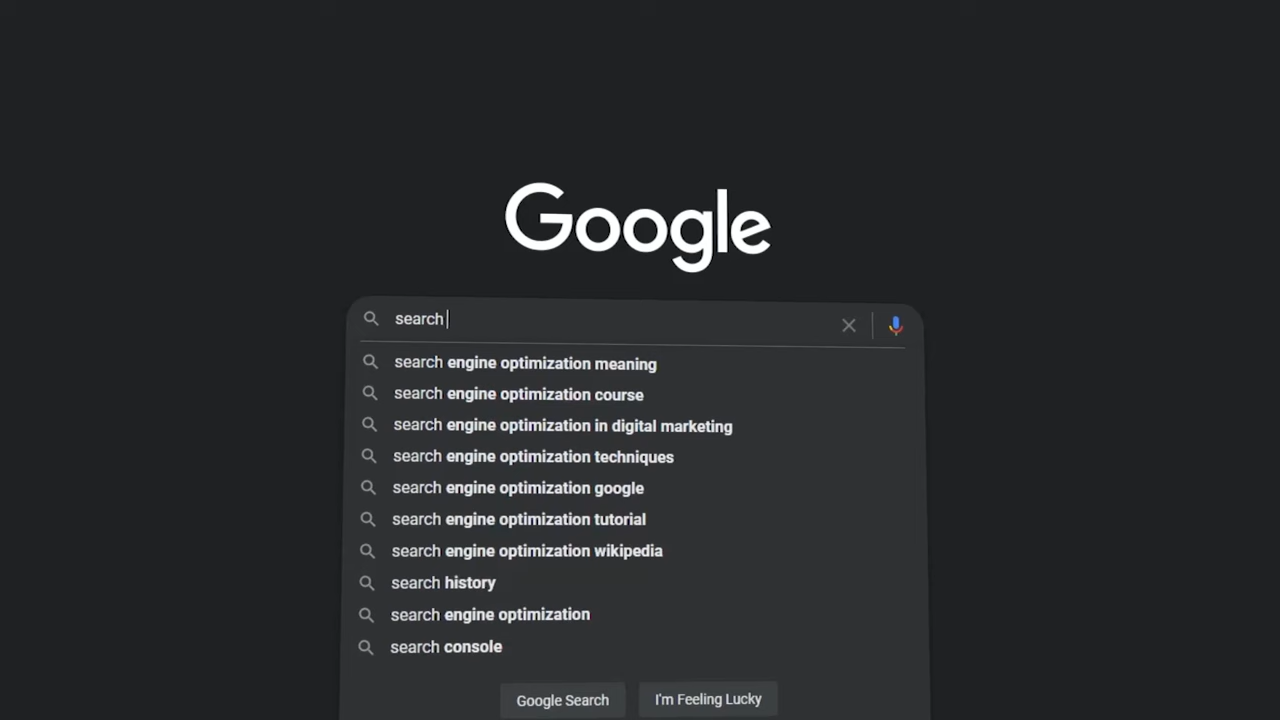 Google
search
search engine optimization meaning
search engine optimization course
search engine optimization in digital marketing
search engine optimization techniques
search engine optimization google
search engine optimization tutorial
search engine optimization wikipedia
search history
search engine optimization
search console
Google Search
I'm Feeling Lucky